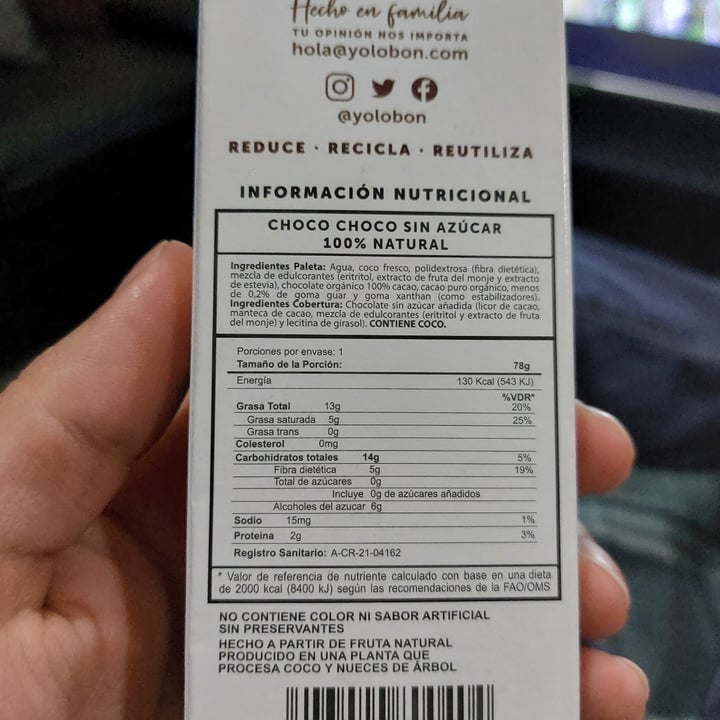 Hecho en familia
TU OPINIÓN NOS IMPORTA
hola@yolobon.com
@yolobon
REDUCE · RECICLA · REUTILIZA
INFORMACIÓN NUTRICIONAL
CHOCO CHOCO SIN AZÚCAR
100% NATURAL
Ingredientes Paleta: Agua, coco fresco, polidextrosa (fibra dietética),
mezcla de edulcorantes (eritritol, extracto de fruta del monje y extracto
de estevia), chocolate orgánico 100% cacao, cacao puro orgánico, menos
de 0,2% de goma guar y goma xanthan (como estabilizadores).
Ingredientes Cobertura: Chocolate sin azúcar añadida (licor de cacao,
manteca de cacao, mezcla de edulcorantes (eritritol y extracto de fruta
del monje) y lecitina de girasol). CONTIENE COCO.
Porciones por envase: 1
Tamaño de la Porción: 78g
Energía 130 Kcal (543 KJ)
%VDR*
Grasa Total 13g 20%
Grasa saturada 5g 25%
Grasa trans 0g
Colesterol 0mg
Carbohidratos totales 14g 5%
Fibra dietética 5g 19%
Total de azúcares 0g
Incluye 0g de azúcares añadidos
Alcoholes del azucar 6g
Sodio 15mg 1%
Proteína 2g 3%
Registro Sanitario: A-CR-21-04162
* Valor de referencia de nutriente calculado con base en una dieta
de 2000 kcal (8400 kJ) según las recomendaciones de la FAO/OMS
NO CONTIENE COLOR NI SABOR ARTIFICIAL
SIN PRESERVANTES
HECHO A PARTIR DE FRUTA NATURAL
PRODUCIDO EN UNA PLANTA QUE
PROCESA COCO Y NUECES DE ÁRBOL